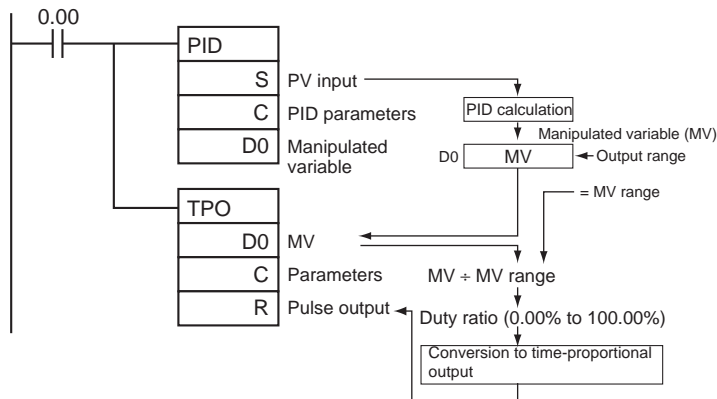 0.00
PID
S PV input
C PID parameters
D0 Manipulated
variable
PID calculation
Manipulated variable (MV)
D0 MV Output range
= MV range
TPO
D0 MV
C Parameters
R Pulse output
MV ÷ MV range
Duty ratio (0.00% to 100.00%)
Conversion to time-proportional
output